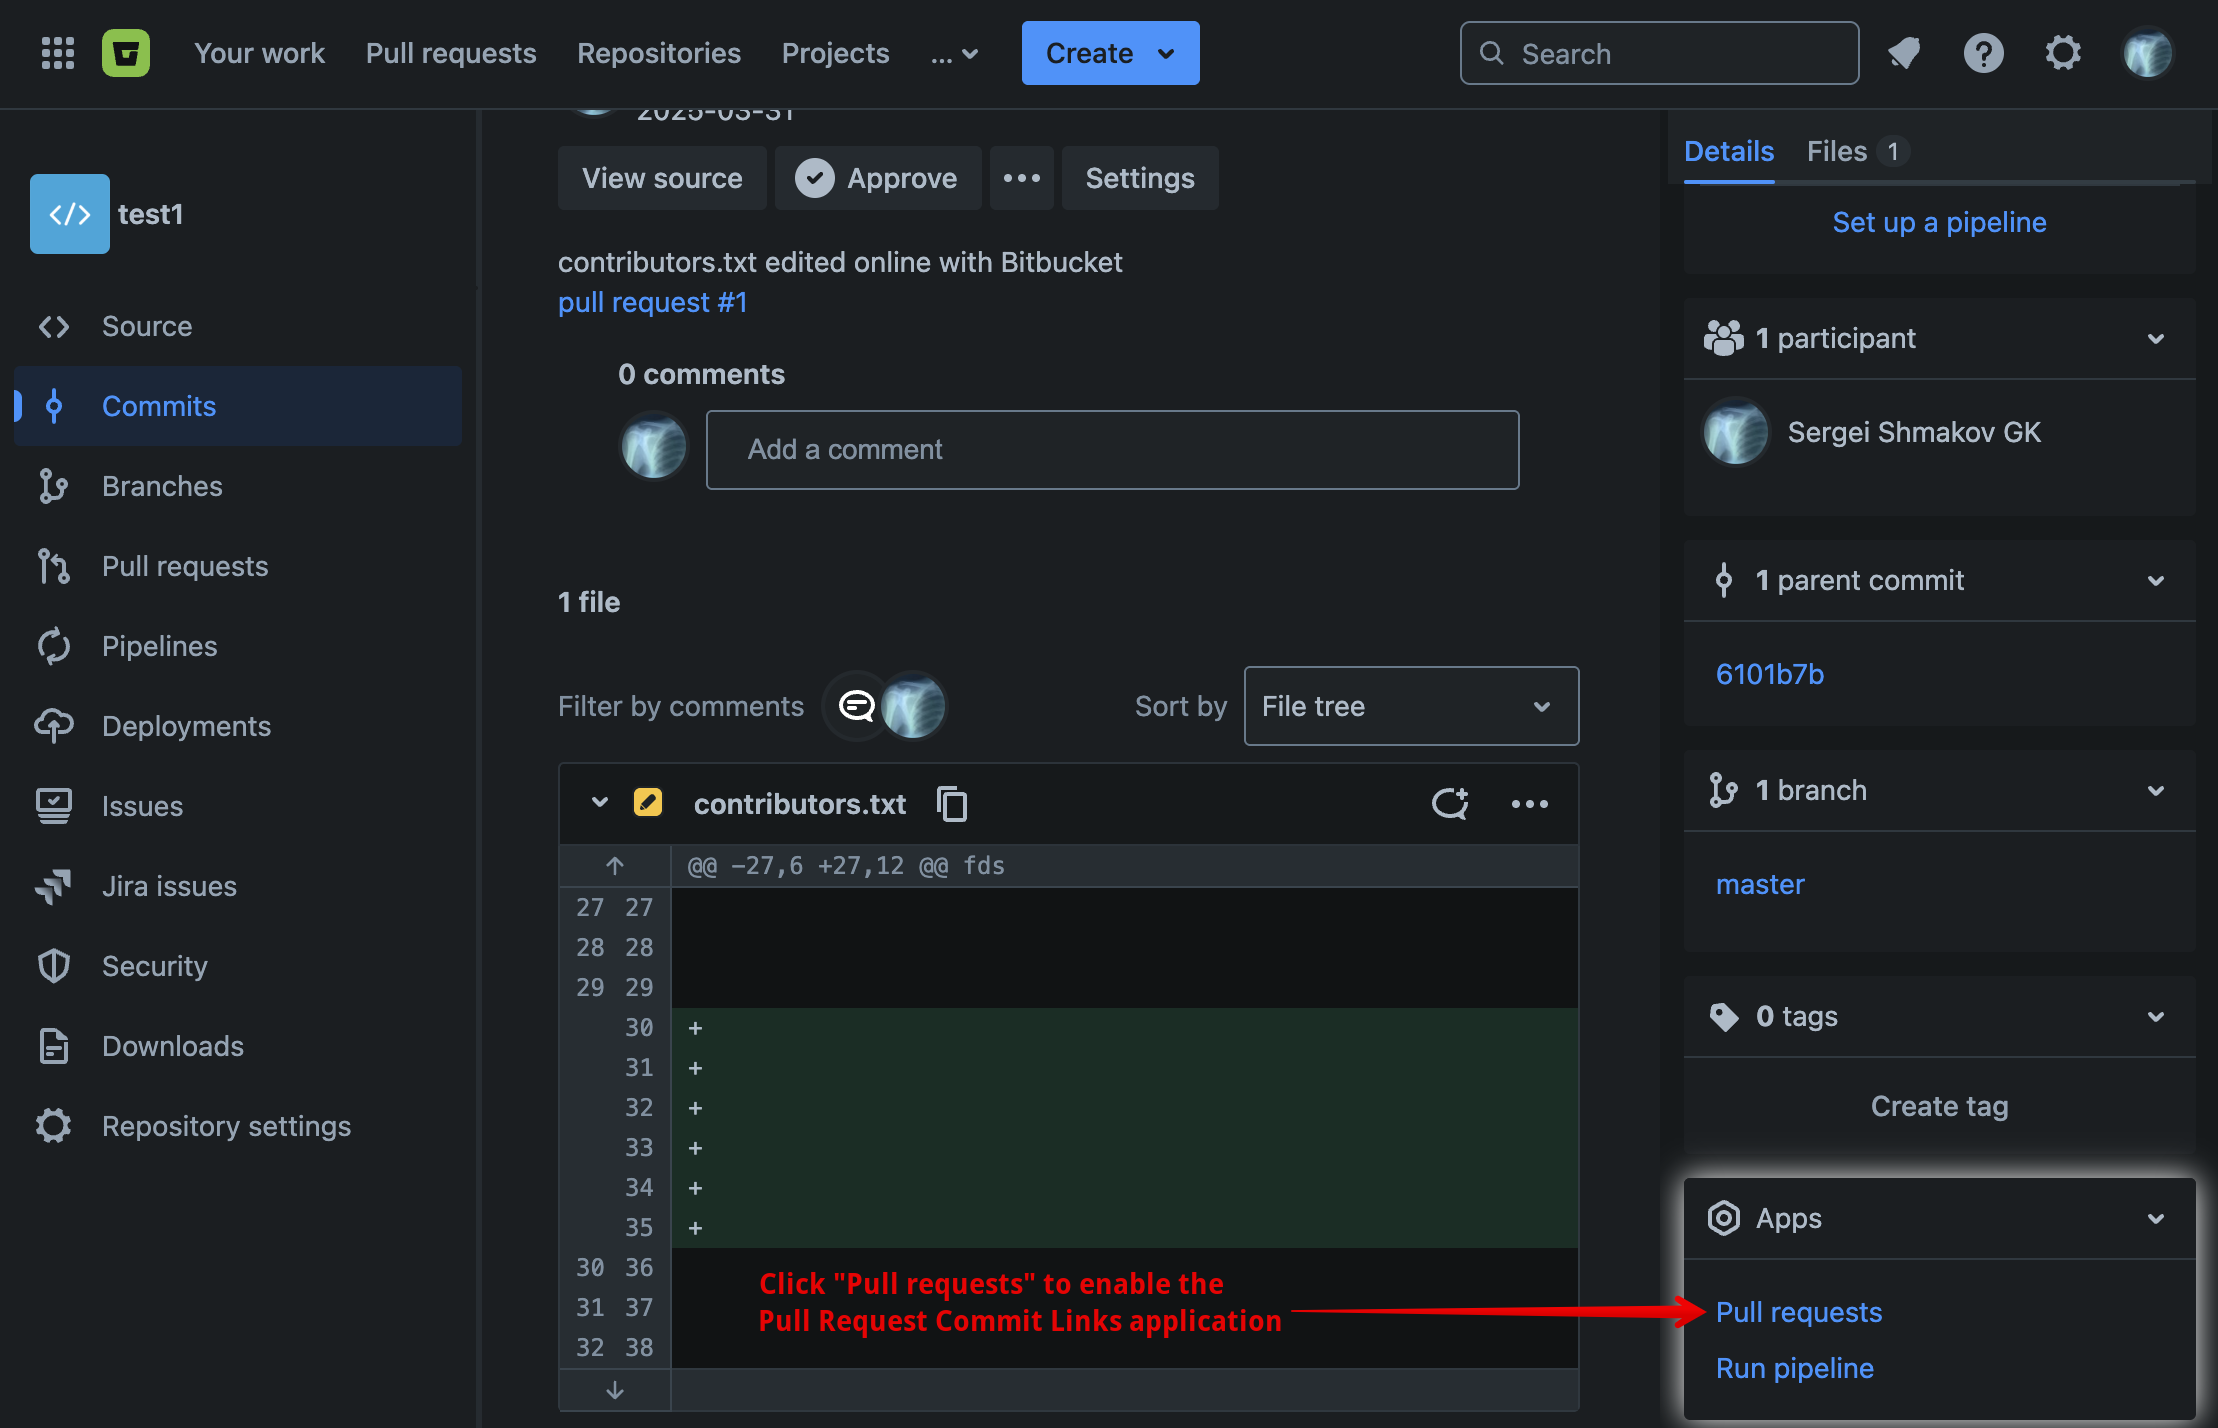 Your work
Pull requests
Repositories
Projects
...
Create
Search
2025-03-31
View source
Approve
Settings
contributors.txt edited online with Bitbucket
pull request #1
0 comments
Add a comment
1 file
Filter by comments
Sort by
File tree
contributors.txt
@@ -27,6 +27,12 @@ fds
27 27
28 28
29 29
30 +
31 +
32 +
33 +
34 +
35 +
30 36
31 37
32 38
Click "Pull requests" to enable the
Pull Request Commit Links application
test1
Source
Commits
Branches
Pull requests
Pipelines
Deployments
Issues
Jira issues
Security
Downloads
Repository settings
Details
Files 1
Set up a pipeline
1 participant
Sergei Shmakov GK
1 parent commit
6101b7b
1 branch
master
0 tags
Create tag
Apps
Pull requests
Run pipeline